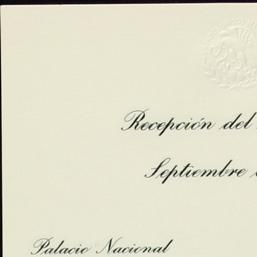 Recepción del
Septiembre
Palacio Nacional